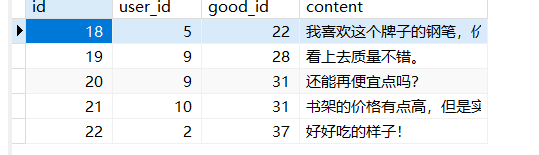 id user_id good_id content
18 5 22 我喜欢这个牌子的钢笔，
19 9 28 看上去质量不错。
20 9 31 还能再便宜点吗？
21 10 31 书架的价格有点高，但是实
22 2 37 好好吃的样子！